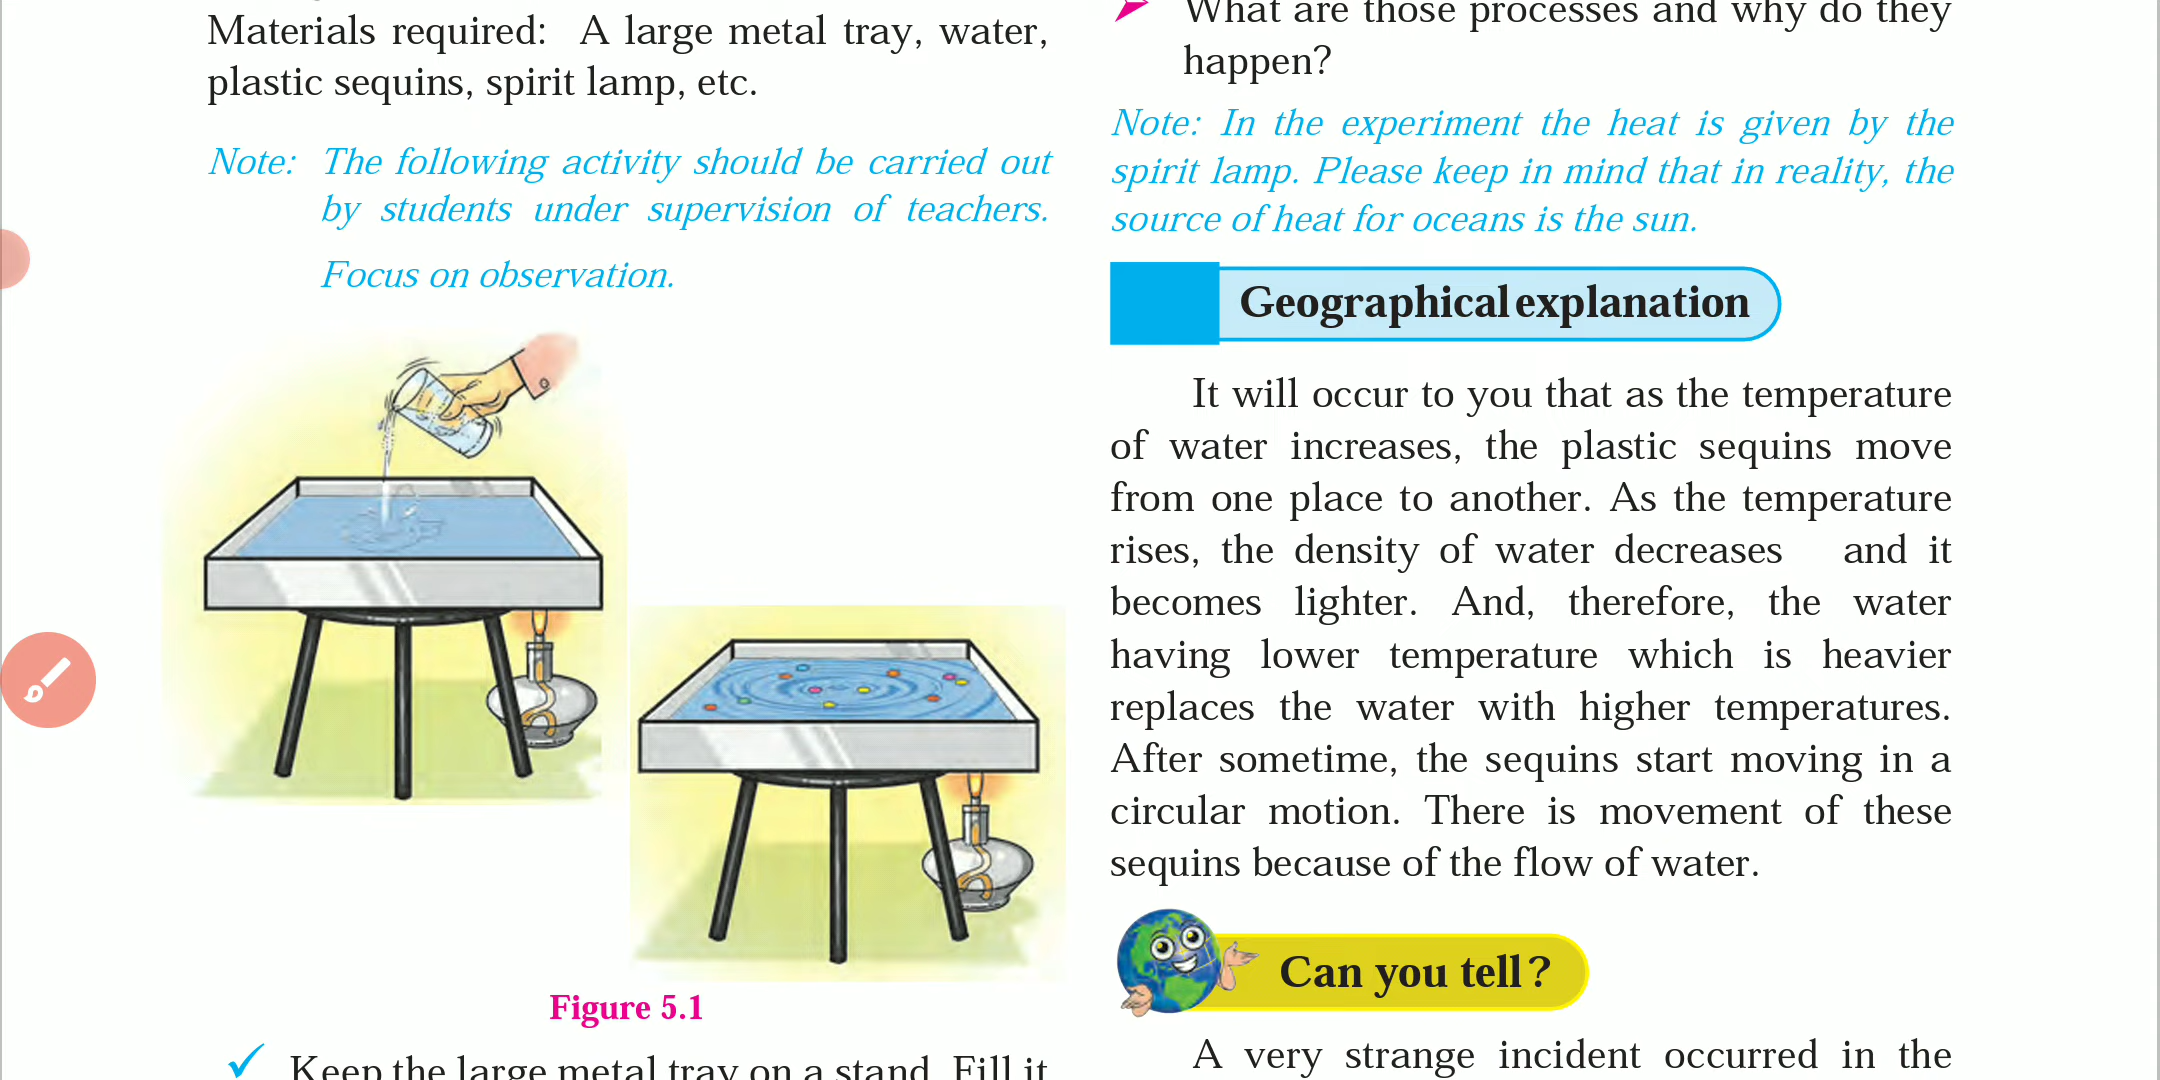 Materials required: A large metal tray, water,
plastic sequins, spirit lamp, etc.
Note: The following activity should be carried out
by students under supervision of teachers.
Focus on observation.
Figure 5.1
Keep the large metal tray on a stand. Fill it
What are those processes and why do they
happen?
Note: In the experiment the heat is given by the
spirit lamp. Please keep in mind that in reality, the
source of heat for oceans is the sun.
Geographical explanation
It will occur to you that as the temperature
of water increases, the plastic sequins move
from one place to another. As the temperature
rises, the density of water decreases and it
becomes lighter. And, therefore, the water
having lower temperature which is heavier
replaces the water with higher temperatures.
After sometime, the sequins start moving in a
circular motion. There is movement of these
sequins because of the flow of water.
Can you tell ?
A very strange incident occurred in the